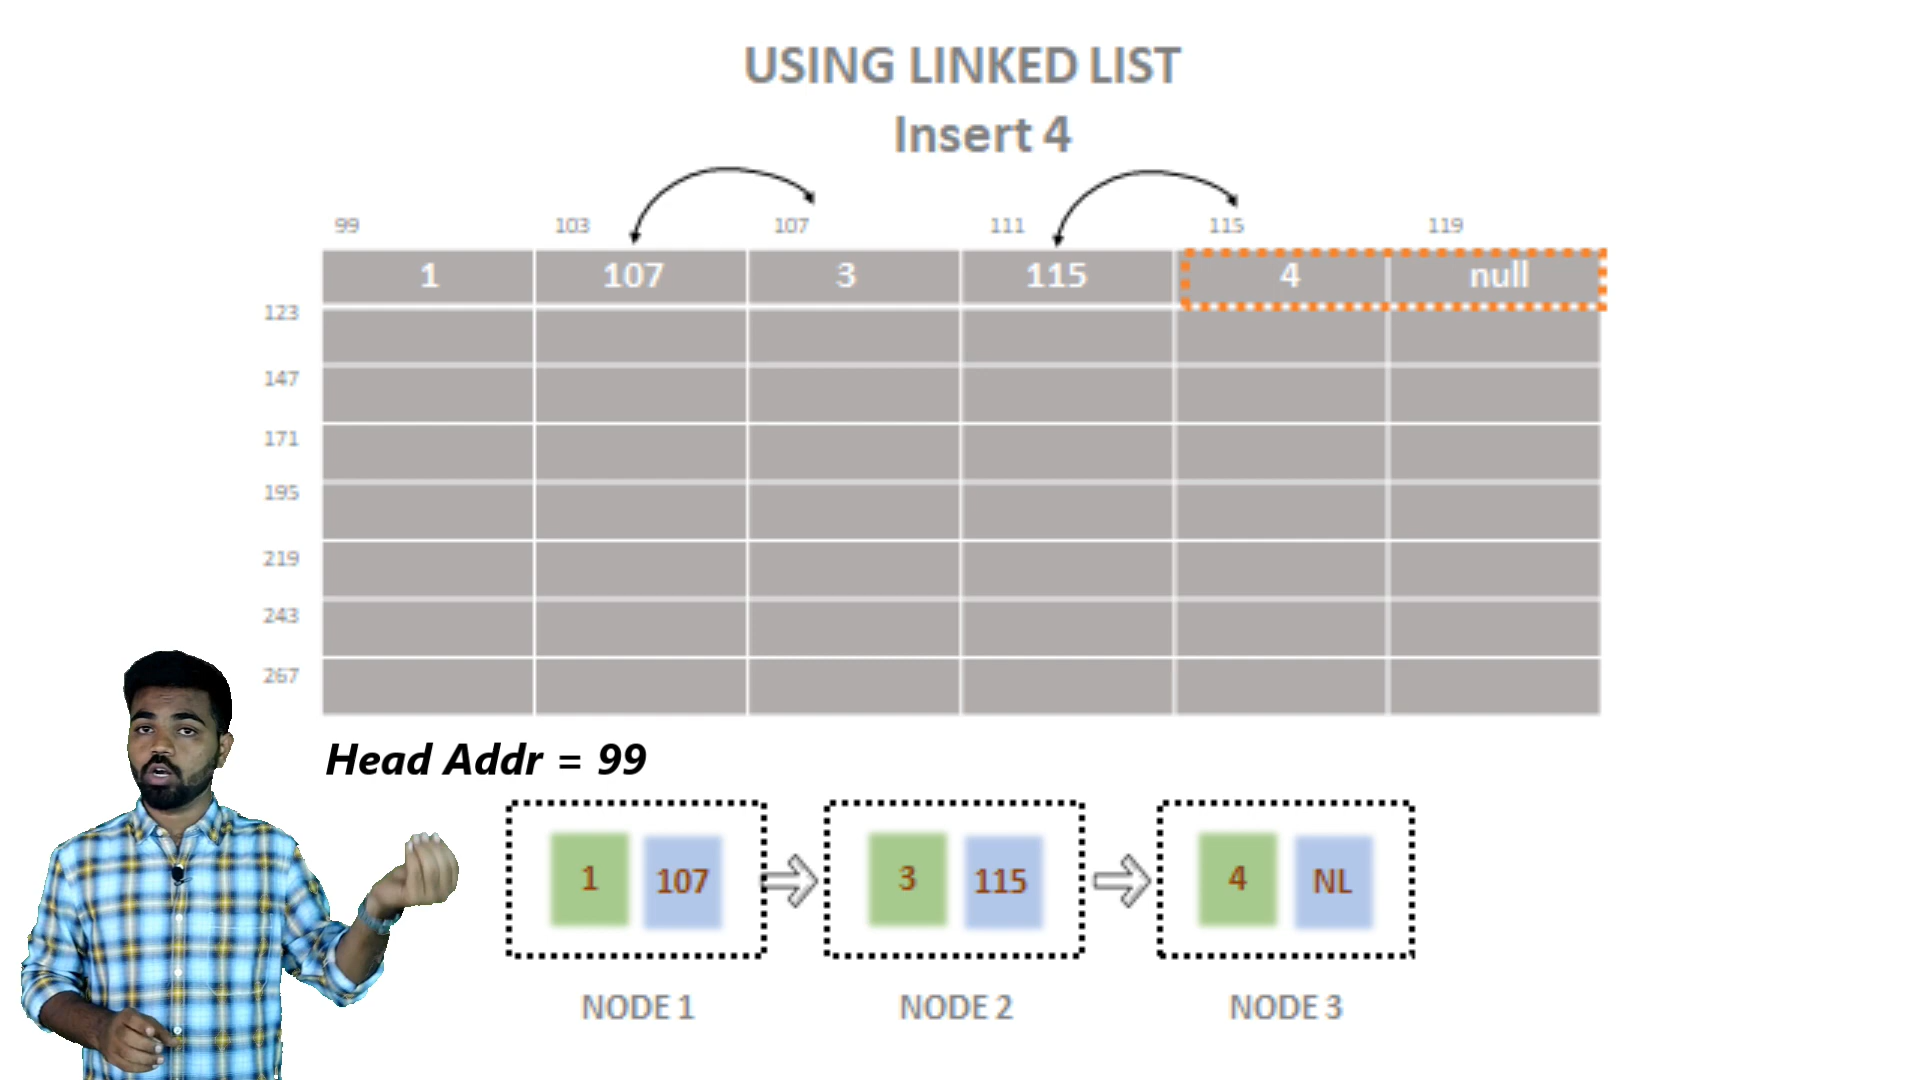 USING LINKED LIST
Insert 4
99 103 107 111 115 119
1 107 3 115 4 null
123
147
171
195
219
243
267
Head Addr = 99
1 107 3 115 4 NL
NODE 1 NODE 2 NODE 3